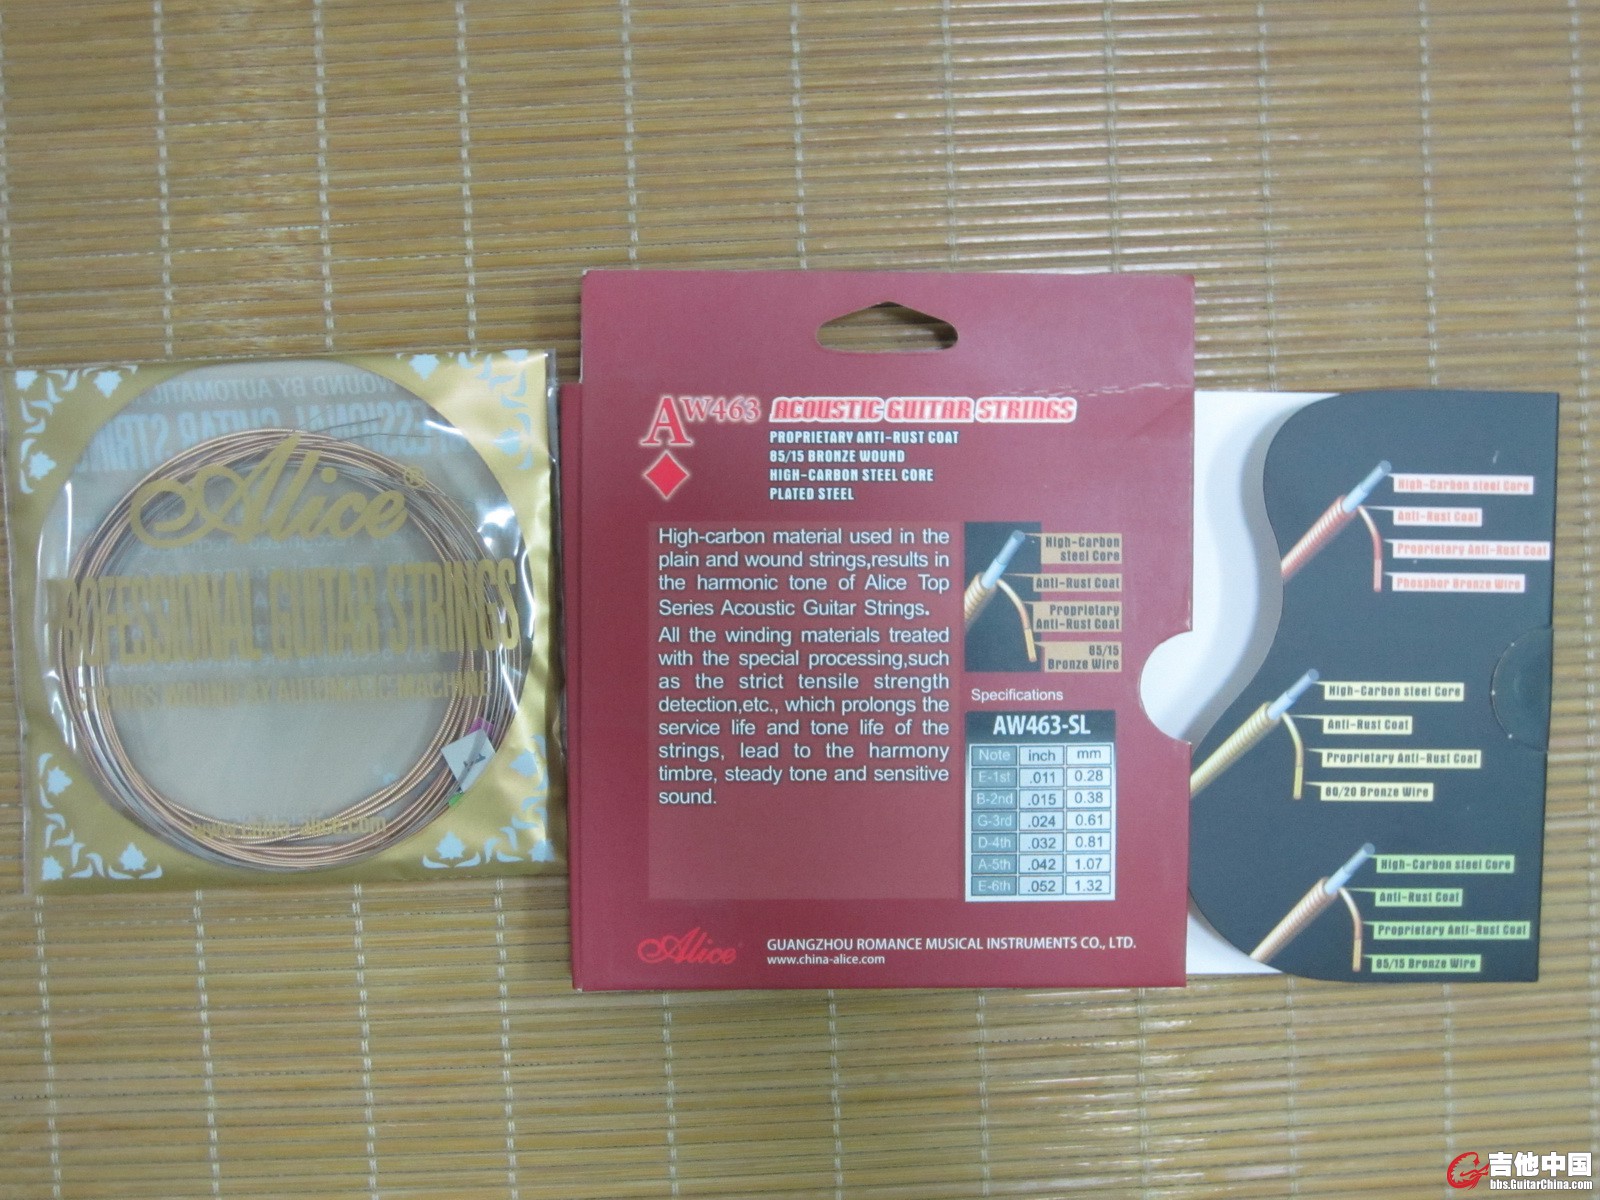 WOUND BY AUTOMATIC
Alice®
PROFESSIONAL GUITAR STRINGS
STRINGS WOUND BY AUTOMATIC MACHINE
www.china-alice.com
AW463 ACOUSTIC GUITAR STRINGS
PROPRIETARY ANTI-RUST COAT
85/15 BRONZE WOUND
HIGH-CARBON STEEL CORE
PLATED STEEL
High-carbon material used in the
plain and wound strings,results in
the harmonic tone of Alice Top
Series Acoustic Guitar Strings.
All the winding materials treated
with the special processing,such
as the strict tensile strength
detection,etc., which prolongs the
service life and tone life of the
strings, lead to the harmony
timbre, steady tone and sensitive
sound.
High-Carbon
steel Core
Anti-Rust Coat
Proprietary
Anti-Rust Coat
85/15
Bronze Wire
Specifications
AW463-SL
Note inch mm
E-1st .011 0.28
B-2nd .015 0.38
G-3rd .024 0.61
D-4th .032 0.81
A-5th .042 1.07
E-6th .052 1.32
Alice
GUANGZHOU ROMANCE MUSICAL INSTRUMENTS CO., LTD.
www.china-alice.com
High-Carbon steel Core
Anti-Rust Coat
Proprietary Anti-Rust Coat
Phosphor Bronze Wire
High-Carbon steel Core
Anti-Rust Coat
Proprietary Anti-Rust Coat
80/20 Bronze Wire
High-Carbon steel Core
Anti-Rust Coat
Proprietary Anti-Rust Coat
85/15 Bronze Wire
吉他中国
bbs.GuitarChina.com